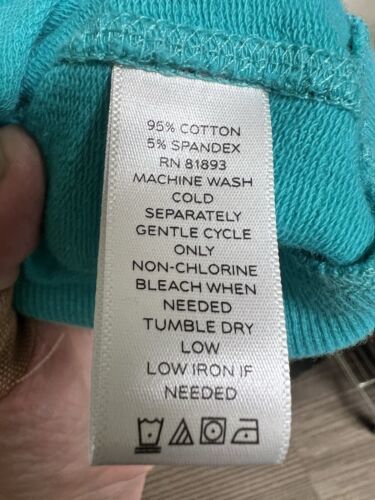 95% COTTON
5% SPANDEX
RN 81893
MACHINE WASH
COLD
SEPARATELY
GENTLE CYCLE
ONLY
NON-CHLORINE
BLEACH WHEN
NEEDED
TUMBLE DRY
LOW
LOW IRON IF
NEEDED